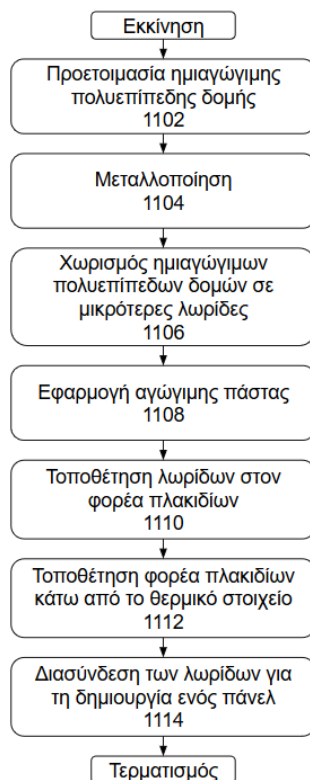 Εκκίνηση
Προετοιμασία ημιαγώγιμης
πολυεπίπεδης δομής
1102
Μεταλλοποίηση
1104
Χωρισμός ημιαγώγιμων
πολυεπίπεδων δομών σε
μικρότερες λωρίδες
1106
Εφαρμογή αγώγιμης πάστας
1108
Τοποθέτηση λωρίδων στον
φορέα πλακιδίων
1110
Τοποθέτηση φορέα πλακιδίων
κάτω από το θερμικό στοιχείο
1112
Διασύνδεση των λωρίδων για
τη δημιουργία ενός πάνελ
1114
Τερματισμός